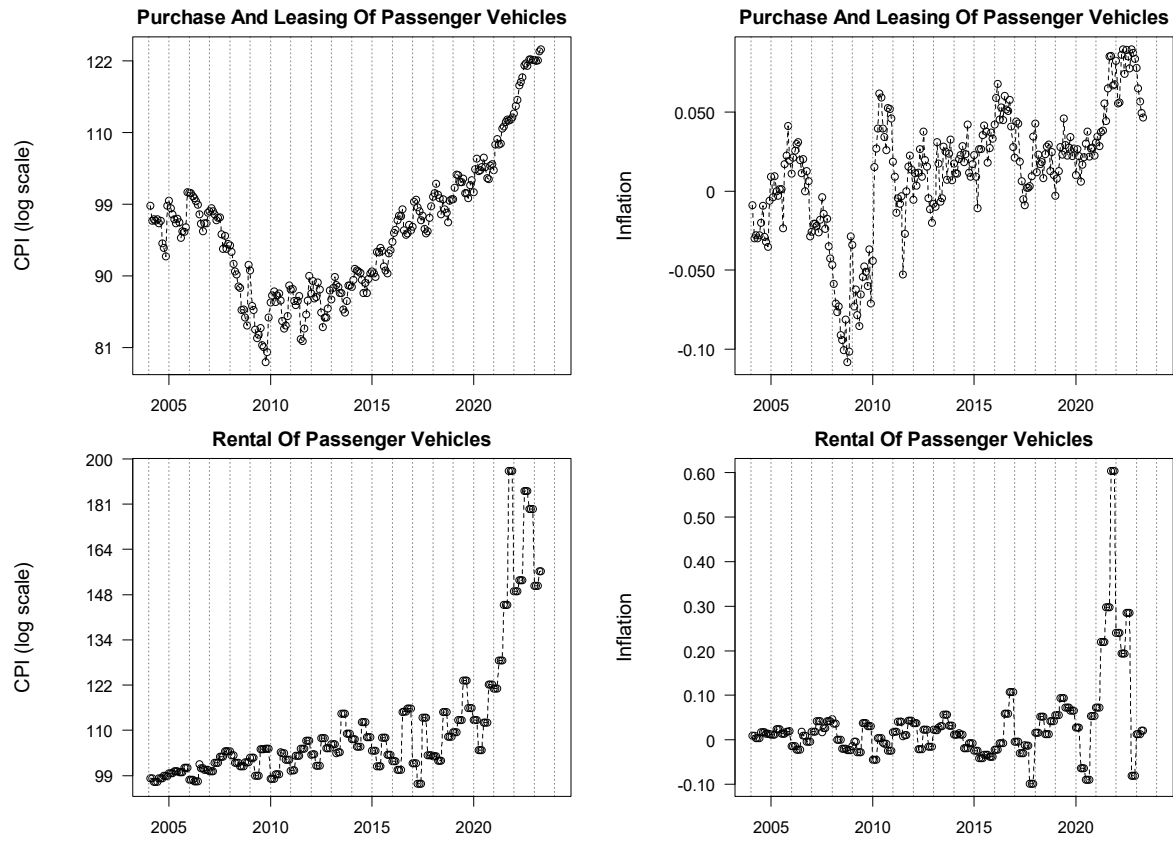 Purchase And Leasing Of Passenger Vehicles
CPI (log scale)
122
110
99
90
81
2005 2010 2015 2020
Purchase And Leasing Of Passenger Vehicles
Inflation
0.050
0
-0.050
-0.10
2005 2010 2015 2020
Rental Of Passenger Vehicles
CPI (log scale)
200
181
164
148
134
122
110
99
2005 2010 2015 2020
Rental Of Passenger Vehicles
Inflation
0.60
0.50
0.40
0.30
0.20
0.10
0
-0.10
2005 2010 2015 2020